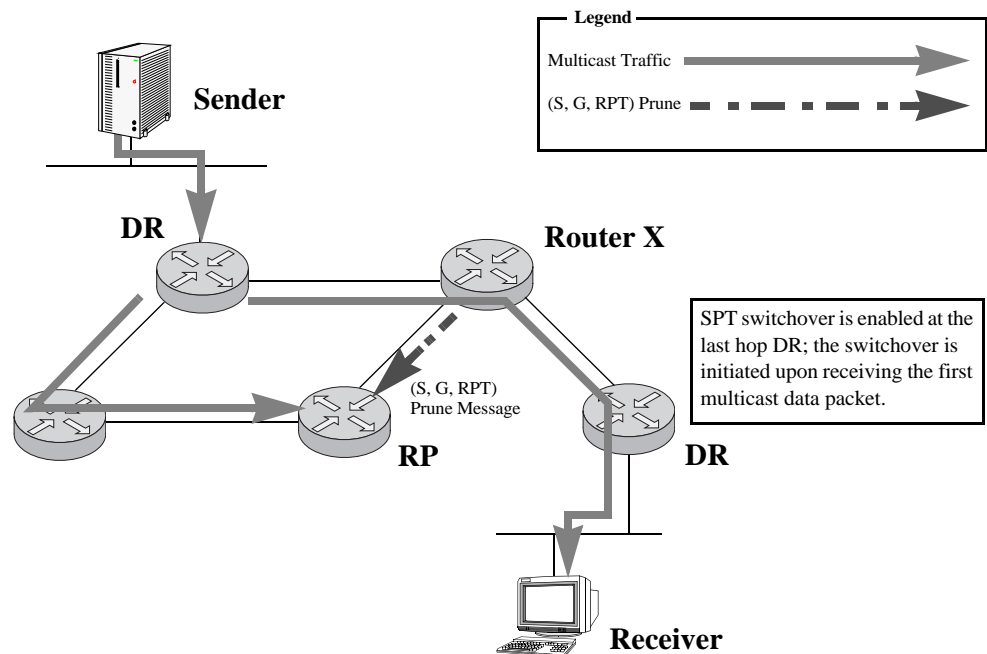 Legend
Multicast Traffic
(S, G, RPT) Prune
Sender
DR
Router X
SPT switchover is enabled at the
last hop DR; the switchover is
initiated upon receiving the first
multicast data packet.
(S, G, RPT)
Prune Message
RP
DR
Receiver